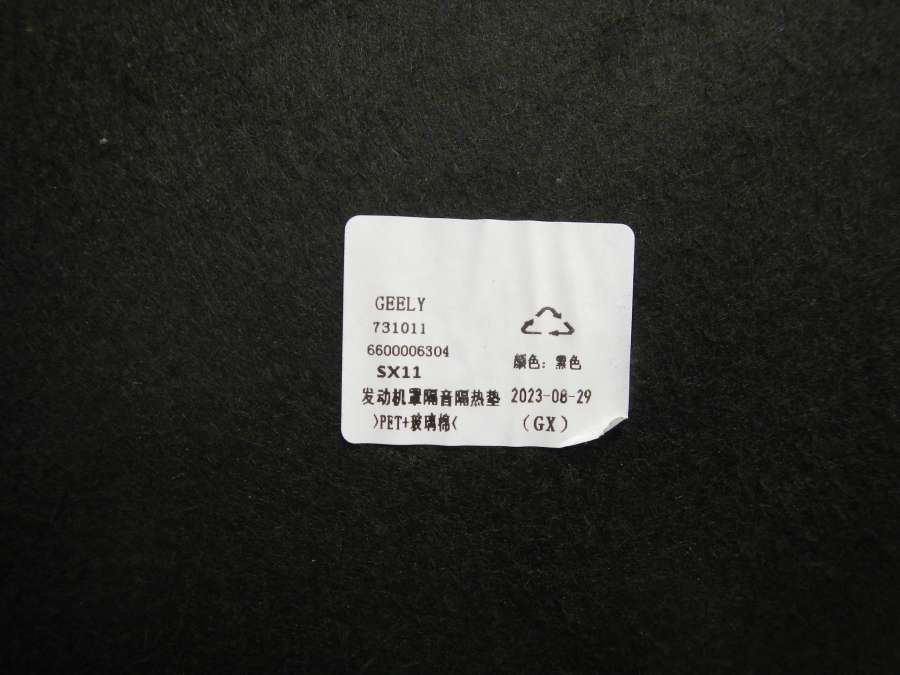 GEELY
731011
6600006304
SX11
颜色：黑色
发动机罩隔音隔热垫 2023-08-29
>PET+玻璃棉< (GX)